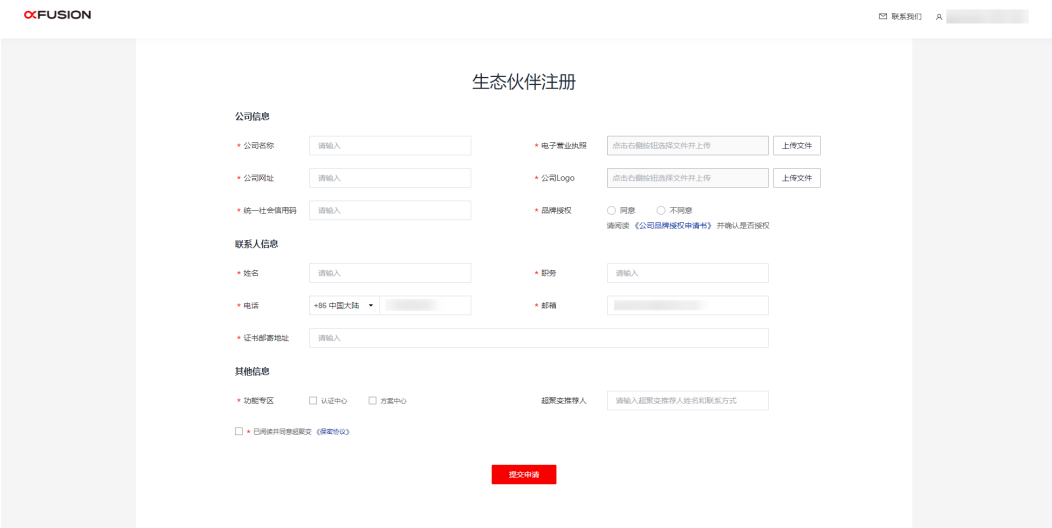 XFUSION
联系我们
生态伙伴注册
公司信息
* 公司名称 请输入 * 电子营业执照 点击右侧按钮选择文件并上传 上传文件
* 公司网址 请输入 * 公司Logo 点击右侧按钮选择文件并上传 上传文件
* 统一社会信用码 请输入 * 品牌授权 同意 不同意
请阅读 《公司品牌授权申请书》 并确认是否授权
联系人信息
* 姓名 请输入 * 职务 请输入
* 电话 +86 中国大陆 * 邮箱
* 证书邮寄地址 请输入
其他信息
* 功能专区 认证中心 方案中心 超聚变推荐人 请输入超聚变推荐人姓名和联系方式
* 已阅读并同意超聚变 《保密协议》
提交申请